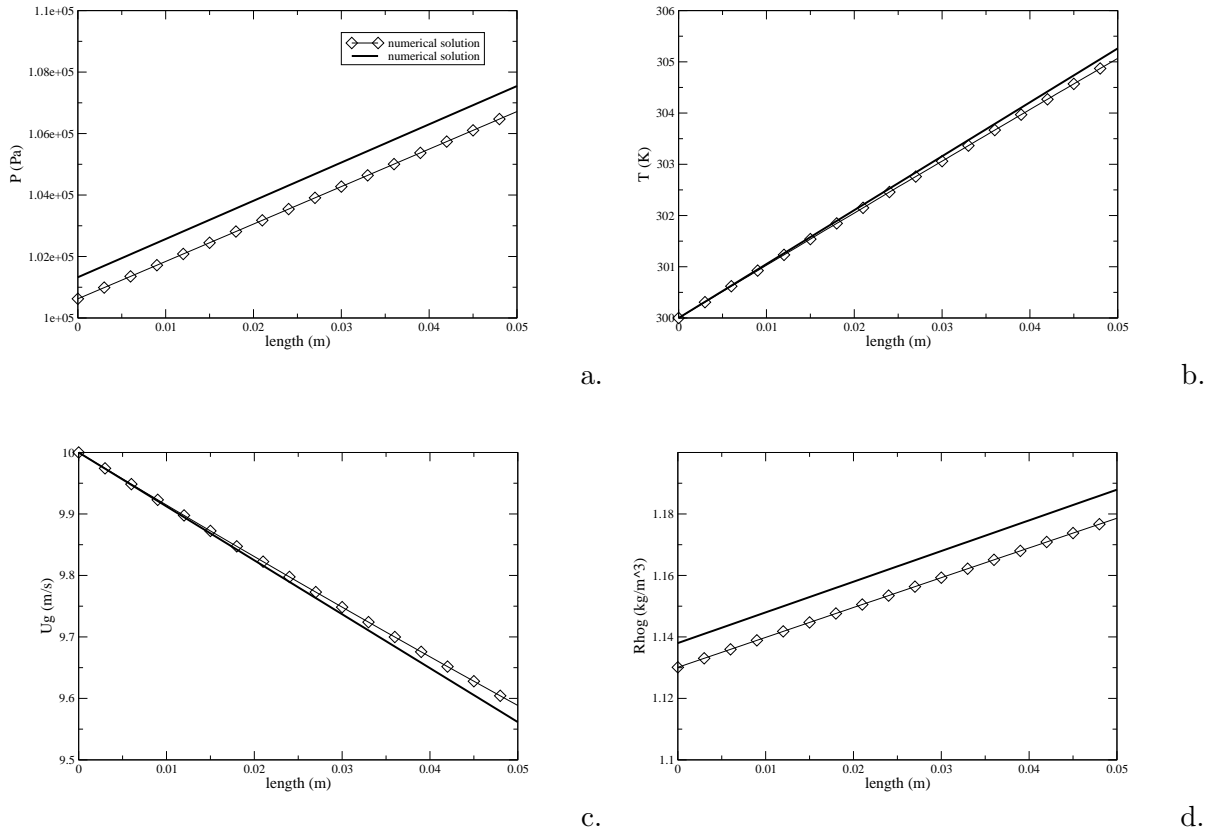 1.1e+05
numerical solution
numerical solution
1.08e+05
1.06e+05
P (Pa)
1.04e+05
1.02e+05
1e+05
0 0.01 0.02 0.03 0.04 0.05
length (m)
a.
306
305
304
T (K)
303
302
301
300
0 0.01 0.02 0.03 0.04 0.05
length (m)
b.
10
9.9
9.8
Ug (m/s)
9.7
9.6
9.5
0 0.01 0.02 0.03 0.04 0.05
length (m)
c.
1.18
1.16
Rhog (kg/m^3)
1.14
1.12
1.1
0 0.01 0.02 0.03 0.04 0.05
length (m)
d.